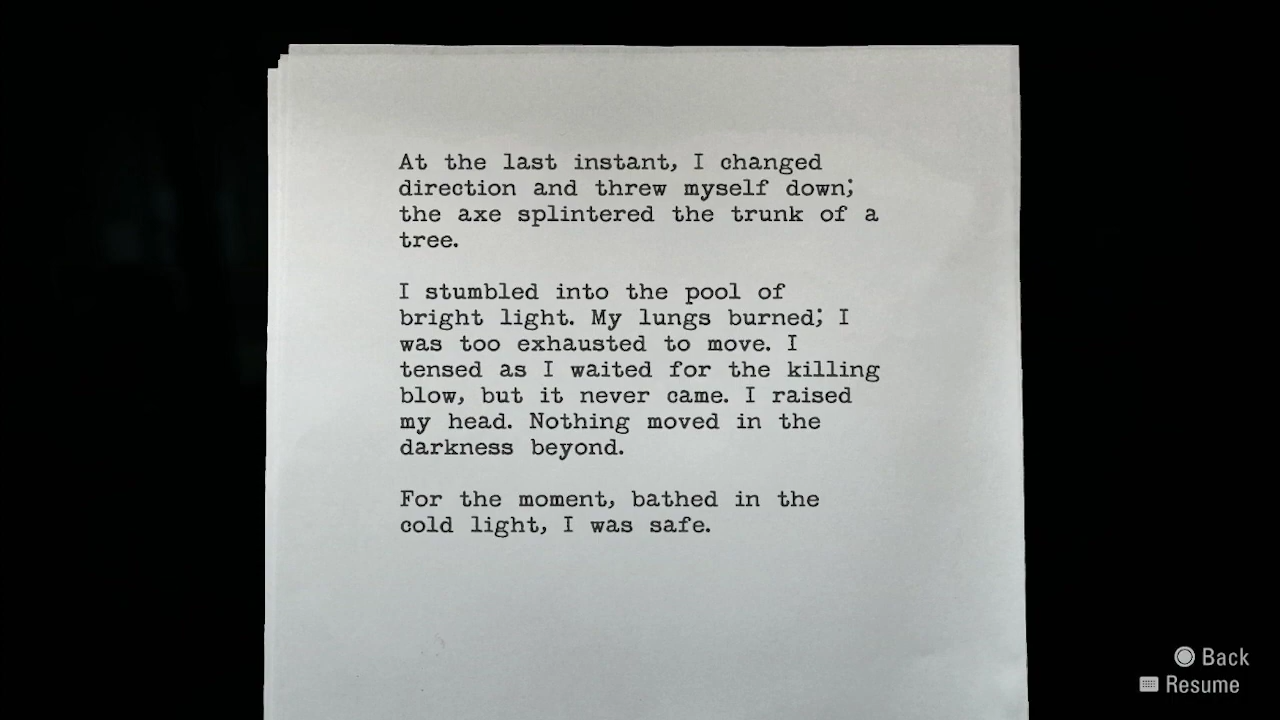 At the last instant, I changed
direction and threw myself down;
the axe splintered the trunk of a
tree.
I stumbled into the pool of
bright light. My lungs burned; I
was too exhausted to move. I
tensed as I waited for the killing
blow, but it never came. I raised
my head. Nothing moved in the
darkness beyond.
For the moment, bathed in the
cold light, I was safe.
Back
Resume